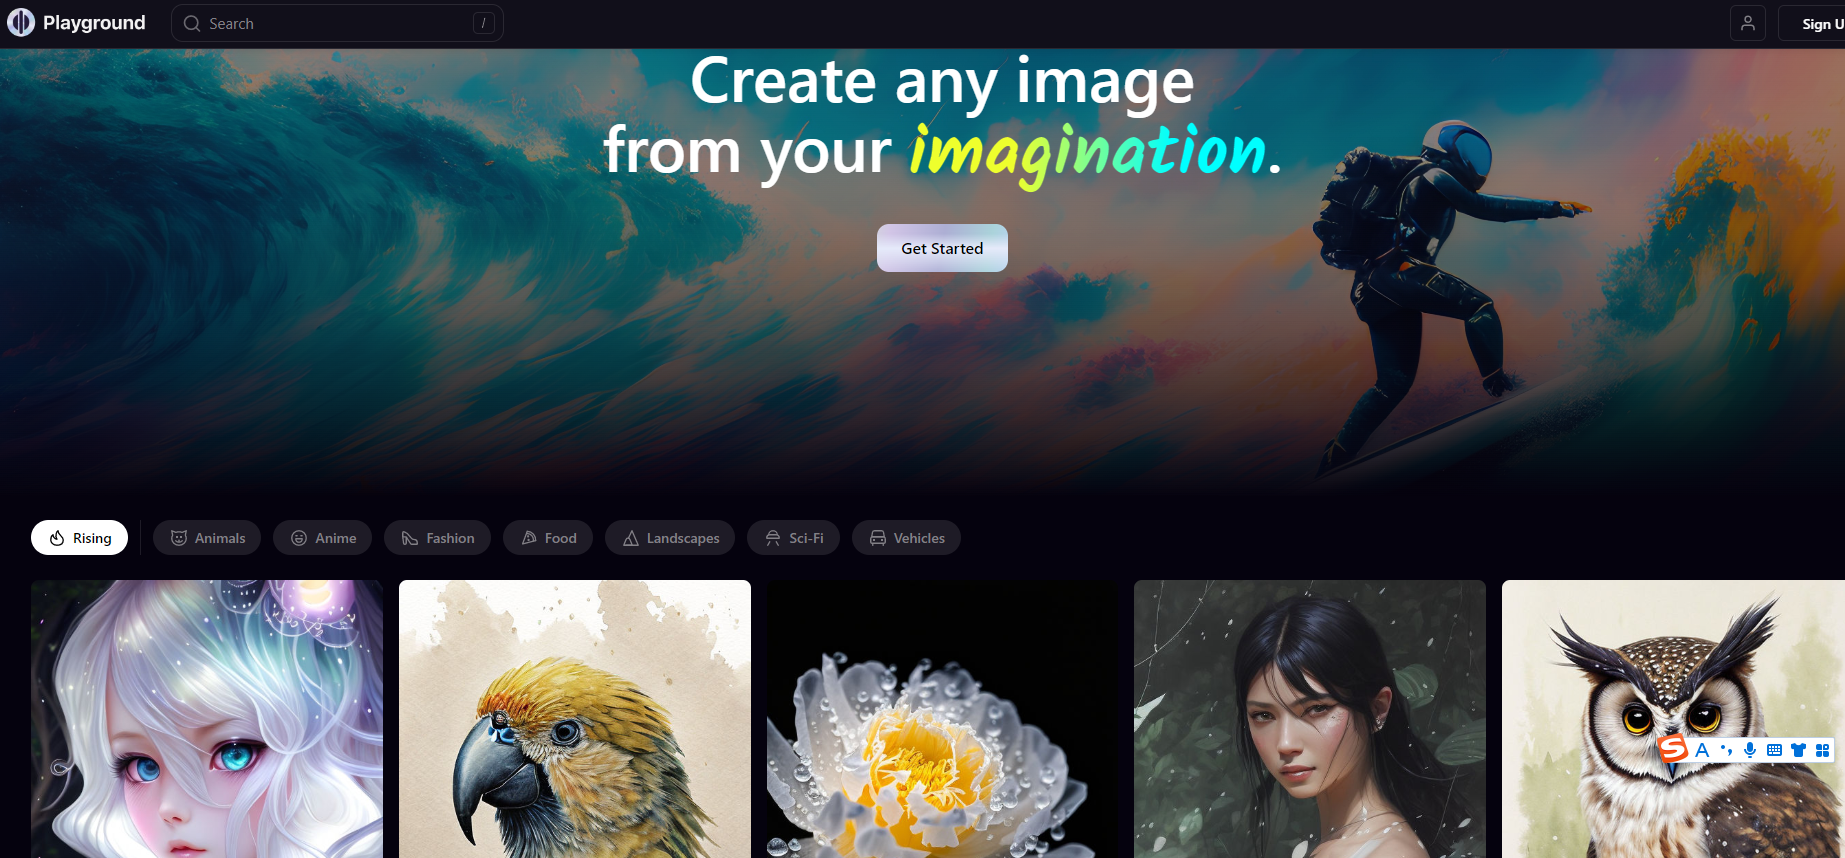 Playground
Search
/
Sign U
Create any image
from your imagination.
Get Started
Rising
Animals
Anime
Fashion
Food
Landscapes
Sci-Fi
Vehicles
S A